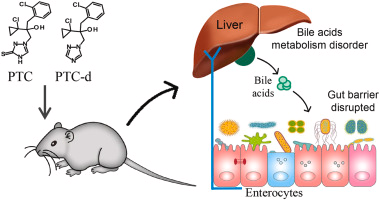 Cl
Cl
OH
N
S
N
N
H
PTC
Cl
Cl
OH
N
N
N
PTC-d
Liver
Bile acids
metabolism disorder
Bile
acids
Gut barrier
disrupted
Enterocytes